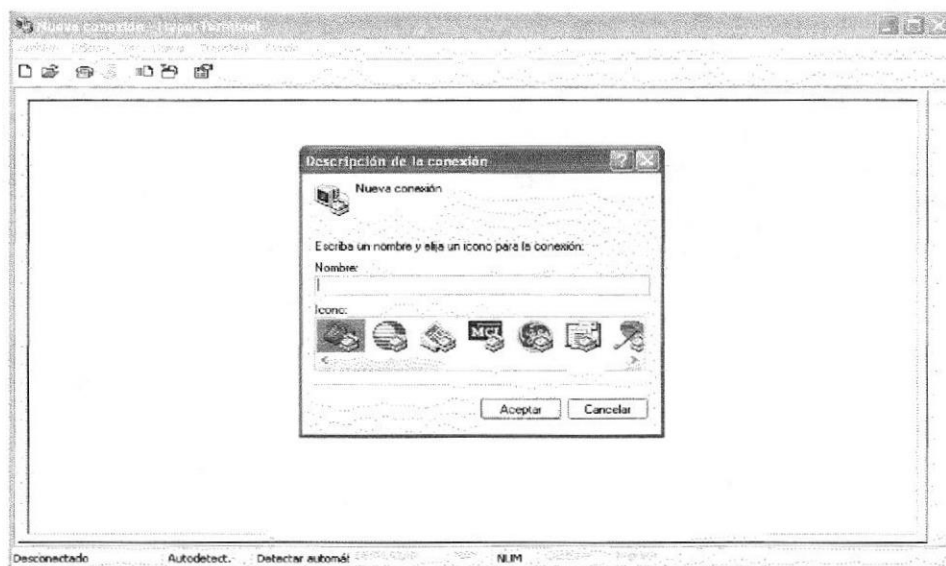 Nueva conexión - HyperTerminal
Descripción de la conexión
Nueva conexión
Escriba un nombre y elija un icono para la conexión:
Nombre:
Icono:
MCI
Aceptar
Cancelar
Desconectado
Autodetect.
Detectar automát
NUM